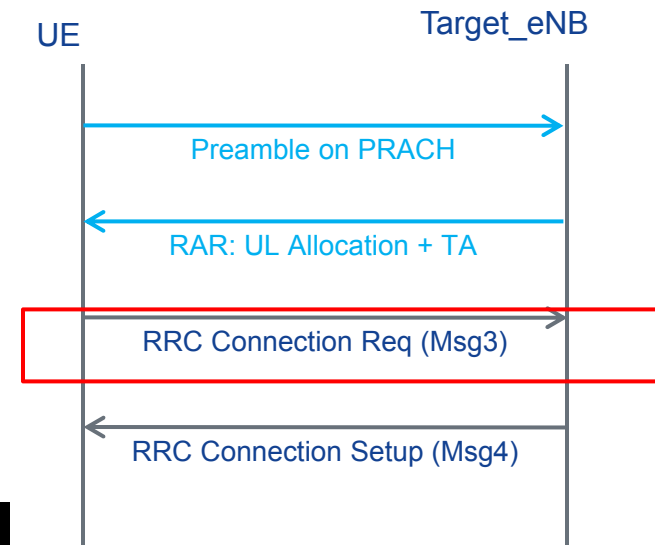 UE
Target_eNB
Preamble on PRACH
RAR: UL Allocation + TA
RRC Connection Req (Msg3)
RRC Connection Setup (Msg4)